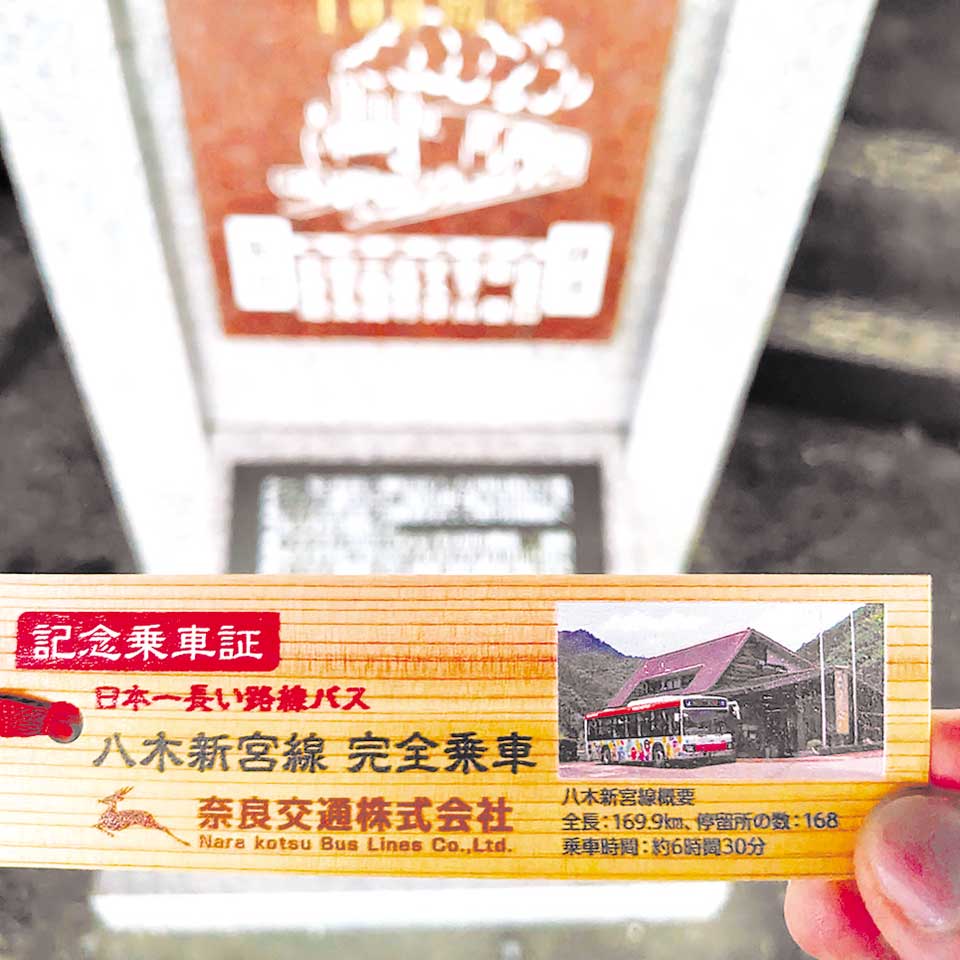 記念乗車証
日本一長い路線バス
八木新宮線 完全乗車
奈良交通株式会社
Nara kotsu Bus Lines Co.,Ltd.
八木新宮線概要
全長：169.9㎞、停留所の数：168
乗車時間：約6時間30分